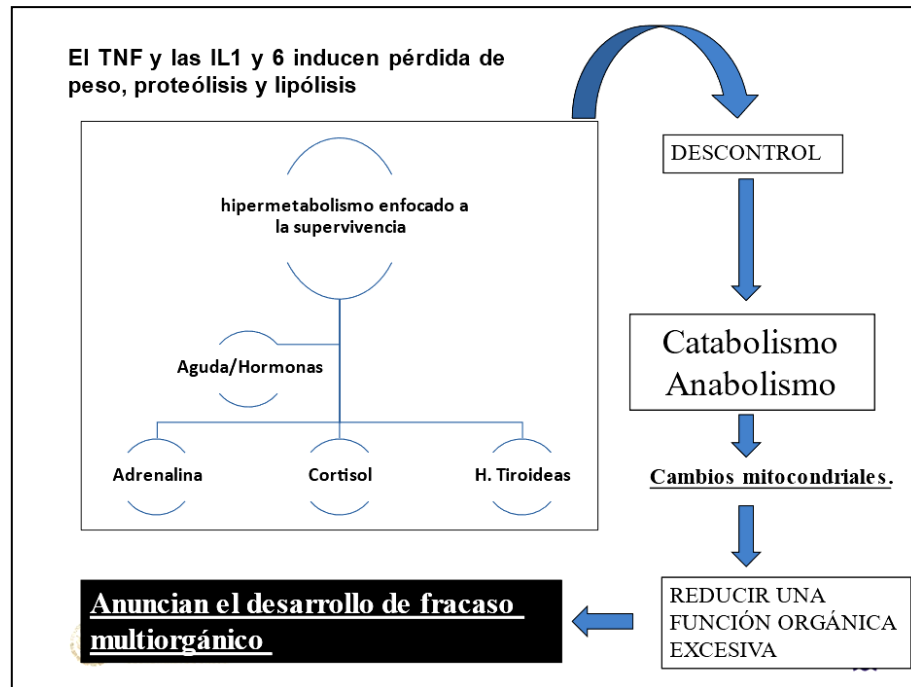 El TNF y las IL1 y 6 inducen pérdida de
peso, proteólisis y lipólisis
hipermetabolismo enfocado a
la supervivencia
Aguda/Hormonas
Adrenalina
Cortisol
H. Tiroideas
DESCONTROL
Catabolismo
Anabolismo
Cambios mitocondriales.
REDUCIR UNA
FUNCIÓN ORGÁNICA
EXCESIVA
Anuncian el desarrollo de fracaso
multiorgánico